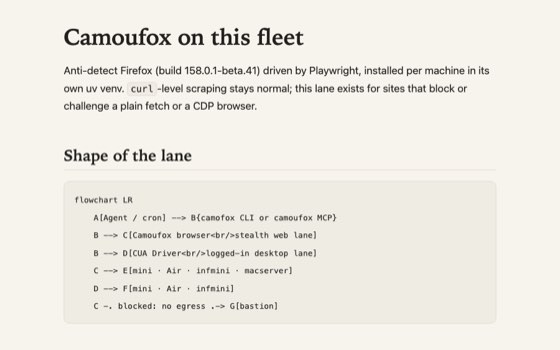 Camoufox on this fleet
Anti-detect Firefox (build 158.0.1-beta.41) driven by Playwright, installed per machine in its
own uv venv. curl -level scraping stays normal; this lane exists for sites that block or
challenge a plain fetch or a CDP browser.
Shape of the lane
flowchart LR
A[Agent / cron] --> B{camofox CLI or camoufox MCP}
B --> C[Camoufox browser<br/>stealth web lane]
B --> D[CUA Driver<br/>logged-in desktop lane]
C --> E[mini · Air · infmini · macserver]
D --> F[mini · Air · infmini]
C -. blocked: no egress .-> G[bastion]